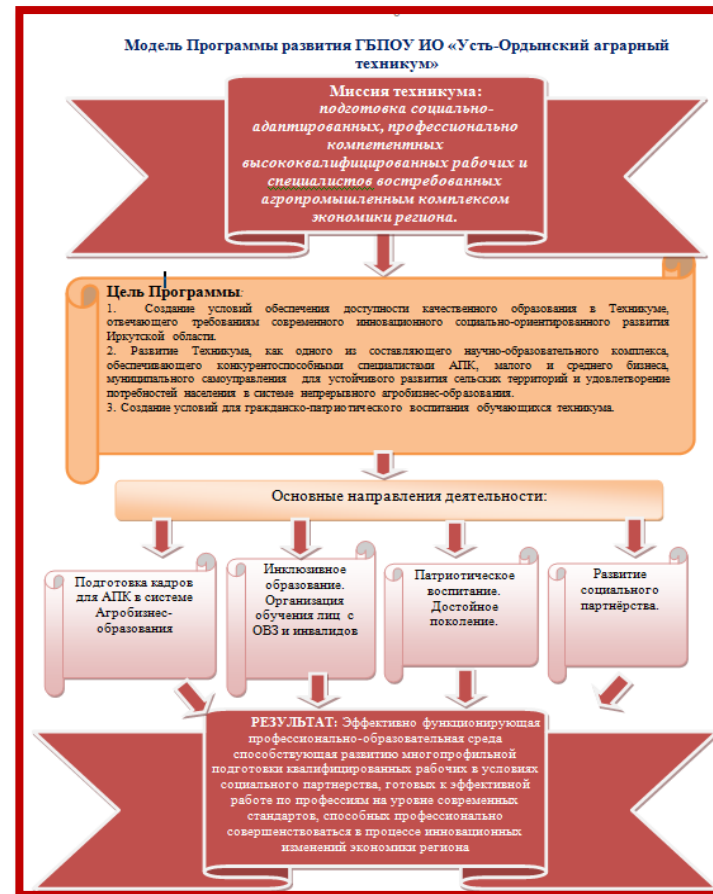 Модель Программы развития ГБПОУ ИО «Усть-Ордынский аграрный
техникум»
Миссия техникума:
подготовка социально-
адаптированных, профессионально
компетентных
высококвалифицированных рабочих и
специалистов востребованных
агропромышленным комплексом
экономики региона.
Цель Программы:
1. Создание условий обеспечения доступности качественного образования в Техникуме,
отвечающего требованиям современного инновационного социально-ориентированного развития
Иркутской области.
2. Развитие Техникума, как одного из составляющего научно-образовательного комплекса,
обеспечивающего конкурентоспособными специалистами АПК, малого и среднего бизнеса,
муниципального самоуправления для устойчивого развития сельских территорий и удовлетворение
потребностей населения в системе непрерывного агробизнес-образования.
3. Создание условий для гражданско-патриотического воспитания обучающихся техникума.
Основные направления деятельности:
Подготовка кадров
для АПК в системе
Агробизнес-
образования
Инклюзивное
образование.
Организация
обучения лиц с
ОВЗ и инвалидов
Патриотическое
воспитание.
Достойное
поколение.
Развитие
социального
партнёрства.
РЕЗУЛЬТАТ: Эффективно функционирующая
профессионально-образовательная среда
способствующая развитию многопрофильной
подготовки квалифицированных рабочих в условиях
социального партнерства, готовых к эффективной
работе по профессиям на уровне современных
стандартов, способных профессионально
совершенствоваться в процессе инновационных
изменений экономики региона